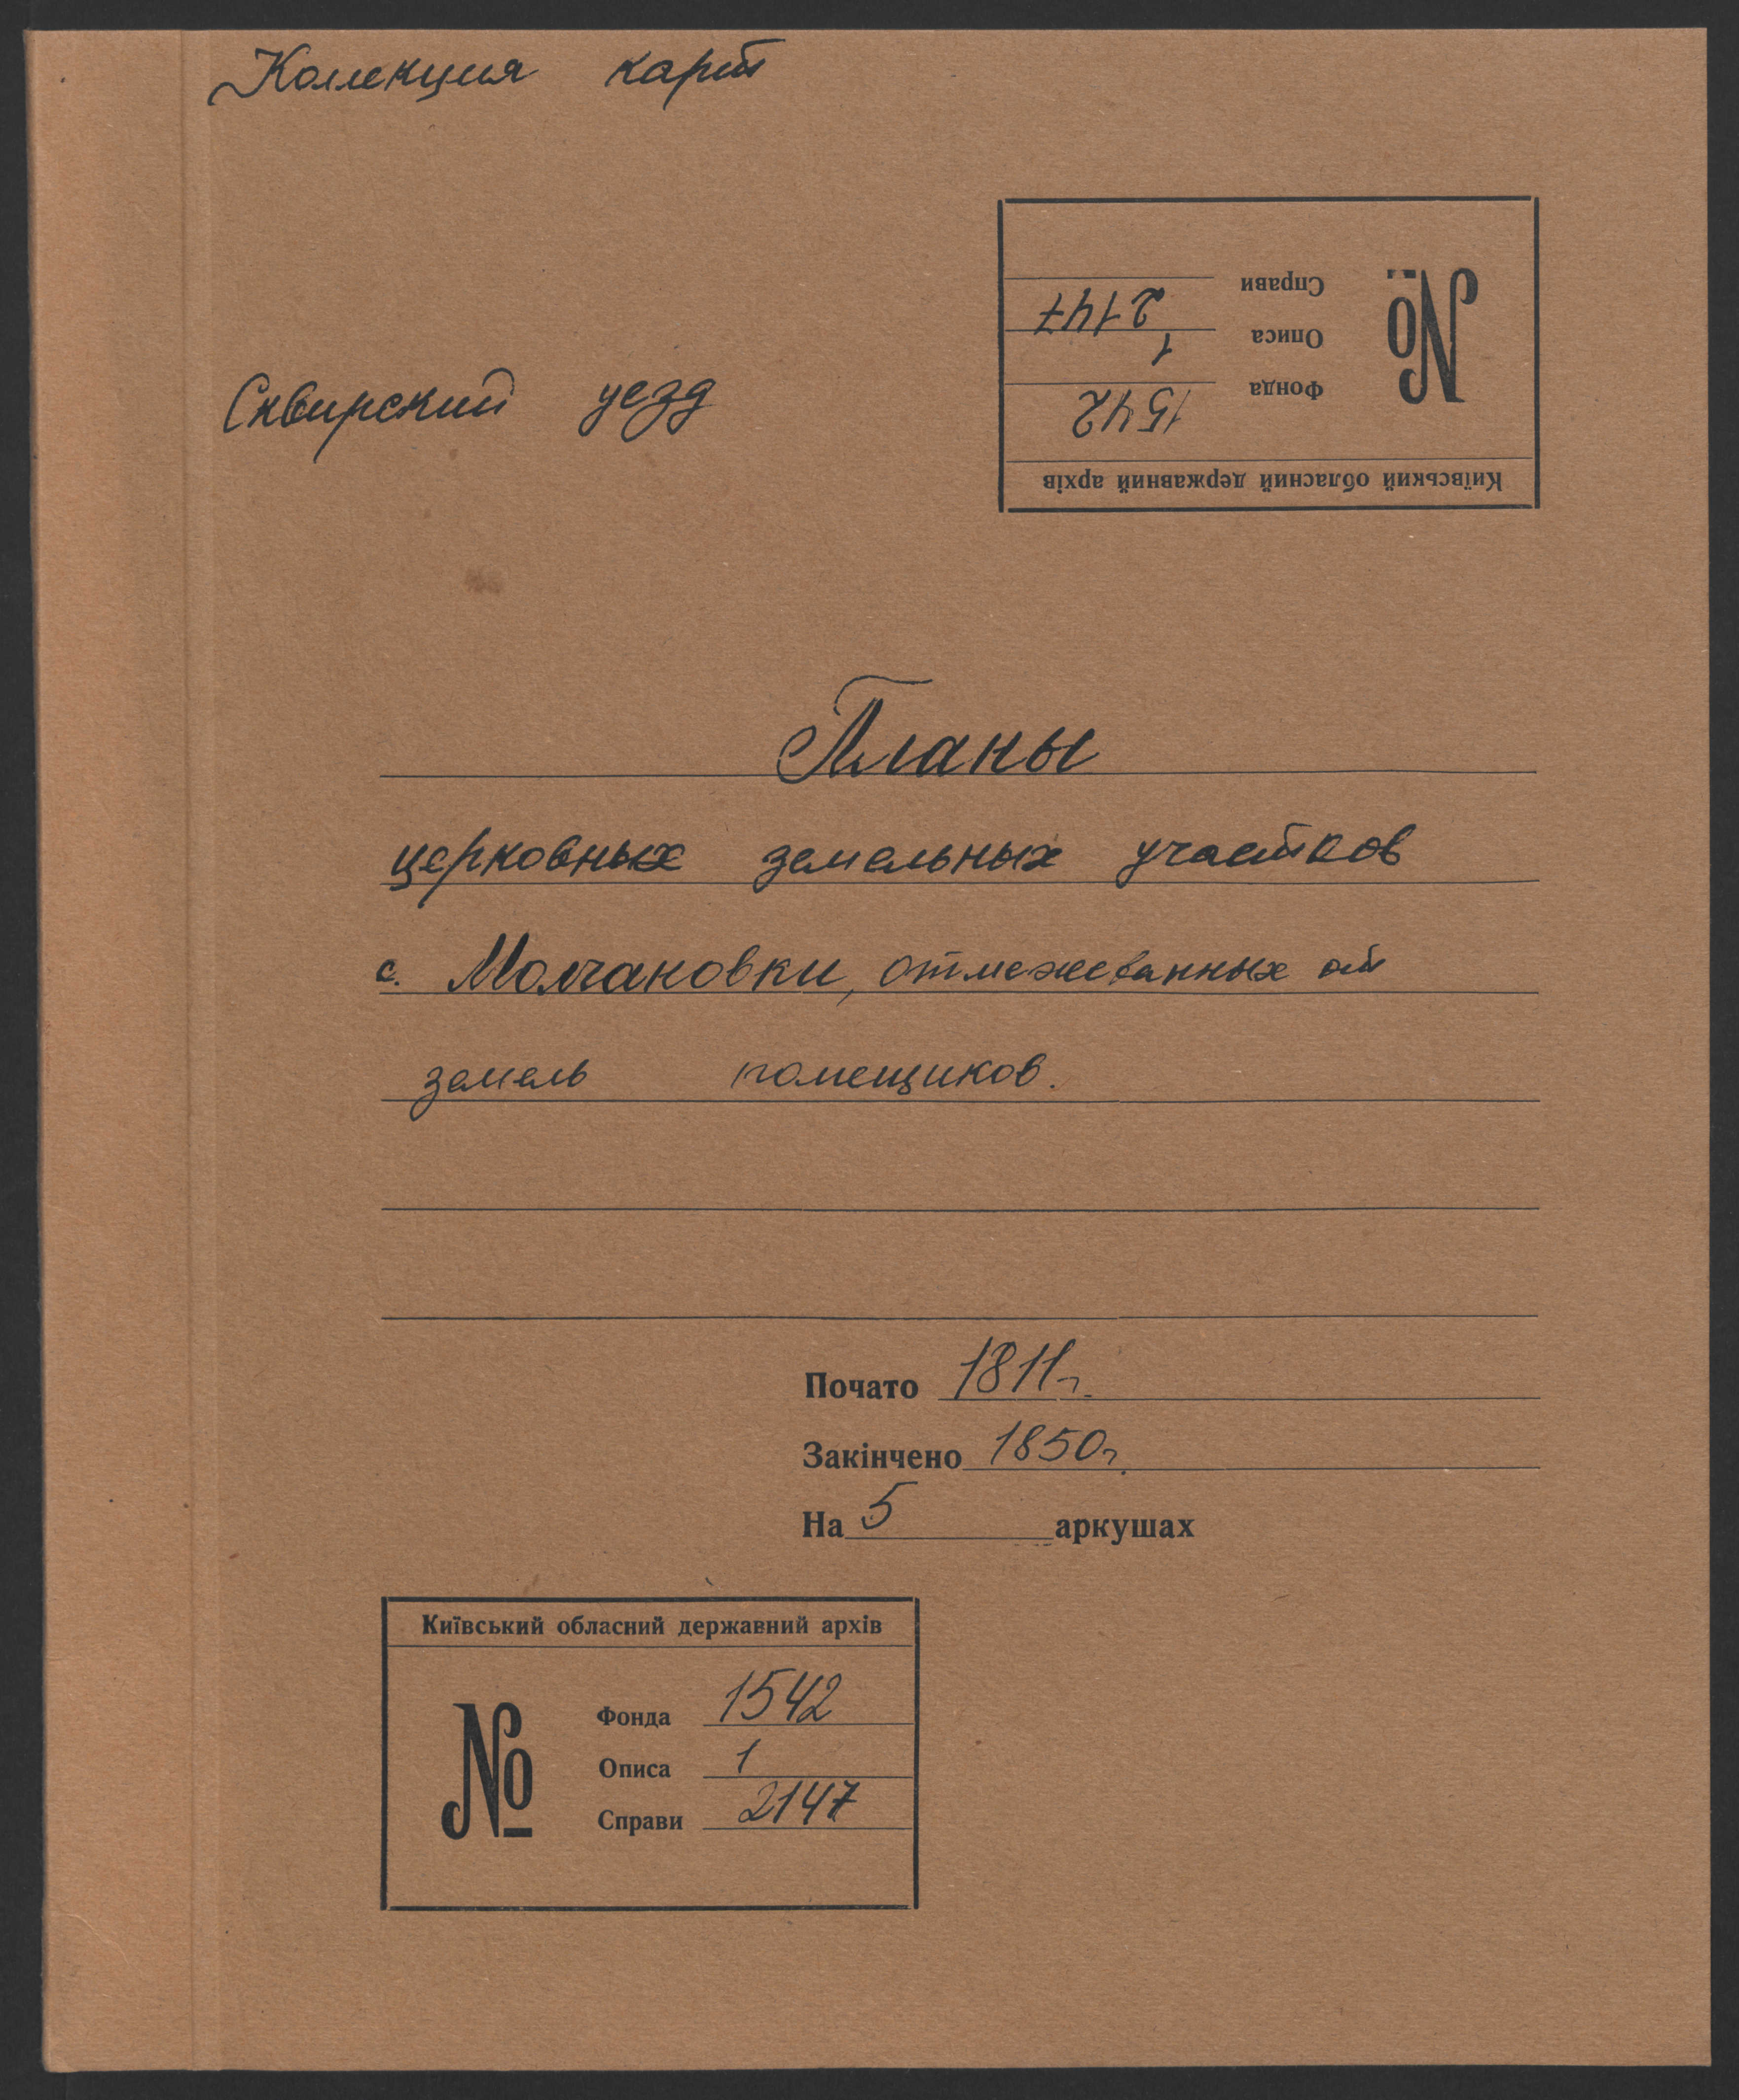 Коллекция карт
Справи 2147
Описа 1
Фонда 1542
№
Київський обласний державний архів
Сквирский уезд
Планы
церковных земельных участков
с. Молчановки, отмежеванных от
земель помещиков.
Почато 1811г.
Закінчено 1850г.
На 5 аркушах
Київський обласний державний архів
№
Фонда 1542
Описа 1
Справи 2147